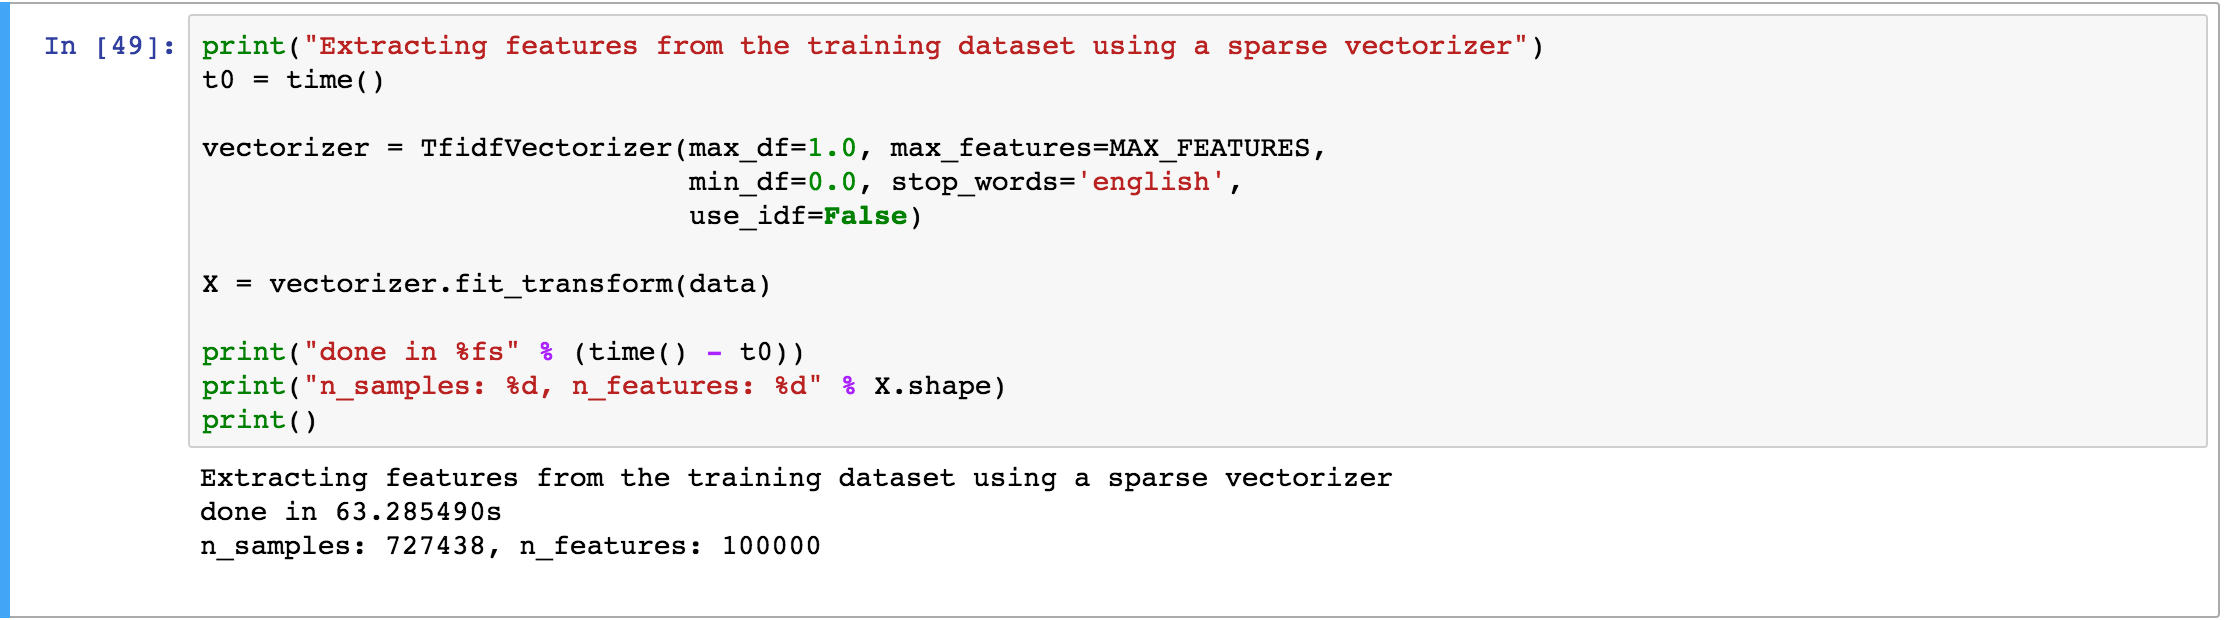 In [49]: print("Extracting features from the training dataset using a sparse vectorizer")
t0 = time()
vectorizer = TfidfVectorizer(max_df=1.0, max_features=MAX_FEATURES,
min_df=0.0, stop_words='english',
use_idf=False)
X = vectorizer.fit_transform(data)
print("done in %fs" % (time() - t0))
print("n_samples: %d, n_features: %d" % X.shape)
print()
Extracting features from the training dataset using a sparse vectorizer
done in 63.285490s
n_samples: 727438, n_features: 100000